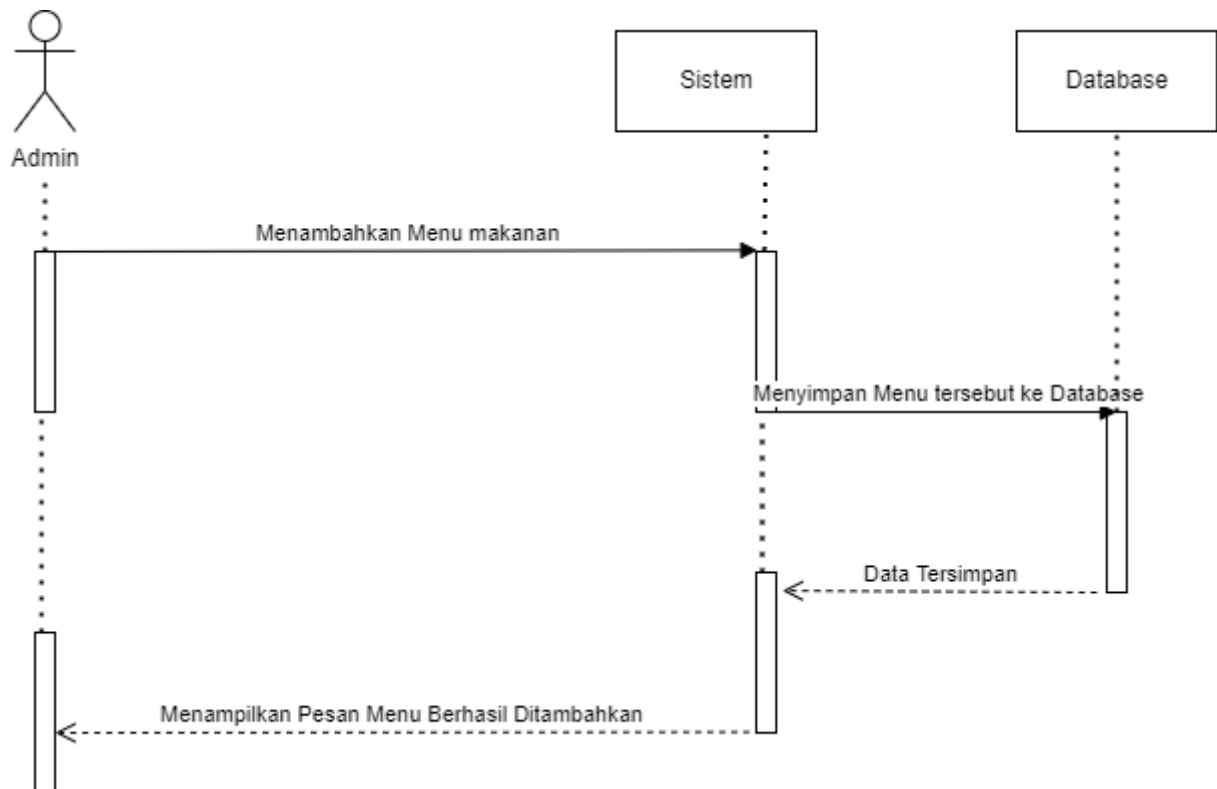 Sistem
Database
Admin
Menambahkan Menu makanan
Menyimpan Menu tersebut ke Database
Data Tersimpan
Menampilkan Pesan Menu Berhasil Ditambahkan